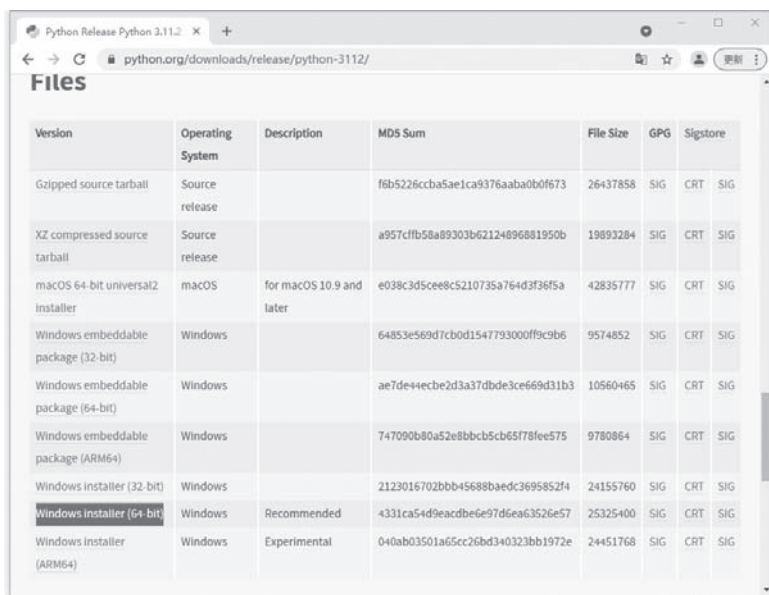 Python Release Python 3.11.2
python.org/downloads/release/python-3112/
更新
Files
Version Operating System Description MD5 Sum File Size GPG Sigstore
Gzipped source tarball Source release f6b5226ccba5ae1ca9376aaba0b0f673 26437858 SIG CRT SIG
XZ compressed source tarball Source release a957cffb58a89303b62124896881950b 19893284 SIG CRT SIG
macOS 64-bit universal2 installer macOS for macOS 10.9 and later e038c3d5cee8c5210735a764d3f36f5a 42835777 SIG CRT SIG
Windows embeddable package (32-bit) Windows 64853e569d7cb0d1547793000ff9c9b6 9574852 SIG CRT SIG
Windows embeddable package (64-bit) Windows ae7de44ecbe2d3a37dbde3ce669d31b3 10560465 SIG CRT SIG
Windows embeddable package (ARM64) Windows 747090b80a52e8bbcb5cb65f78fee575 9780864 SIG CRT SIG
Windows installer (32-bit) Windows 2123016702bbb45688baedc3695852f4 24155760 SIG CRT SIG
Windows installer (64-bit) Windows Recommended 4331ca54d9eacdbe6e97d6ea63526e57 25325400 SIG CRT SIG
Windows installer (ARM64) Windows Experimental 040ab03501a65cc26bd340323bb1972e 24451768 SIG CRT SIG